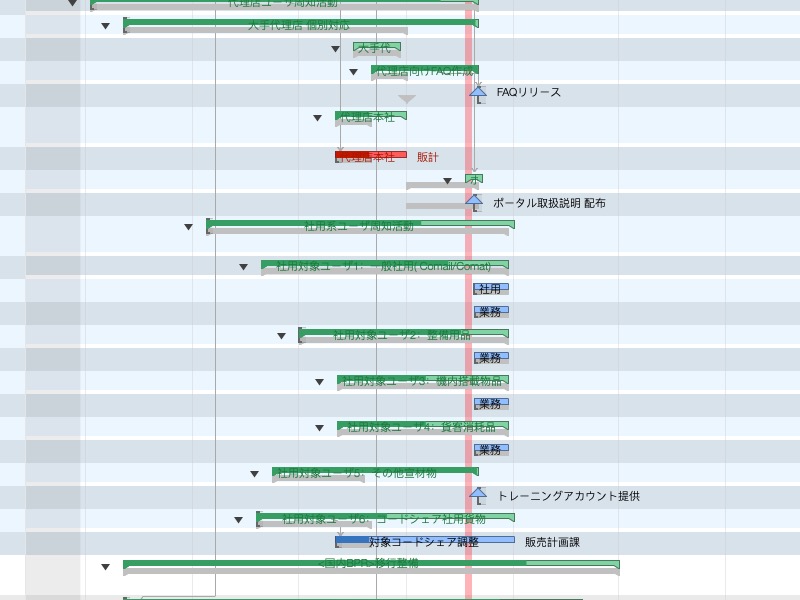 代理店ユーザ周知活動
大手代理店 個別対応
大手代
代理店向けFAQ作成
FAQリリース
代理店本社
代理店本社 販計
ポ
ポータル取扱説明 配布
社用系ユーザ周知活動
社用対象ユーザ1: 一般社用( Comail/Comat)
社用
業務
社用対象ユーザ2: 整備用品
業務
社用対象ユーザ3: 機内搭載物品
業務
社用対象ユーザ4: 貨客消耗品
業務
社用対象ユーザ5: その他宣材物
トレーニングアカウント提供
社用対象ユーザ6: コードシェア社用貨物
対象コードシェア調整 販売計画課
<国内BPR>移行整備